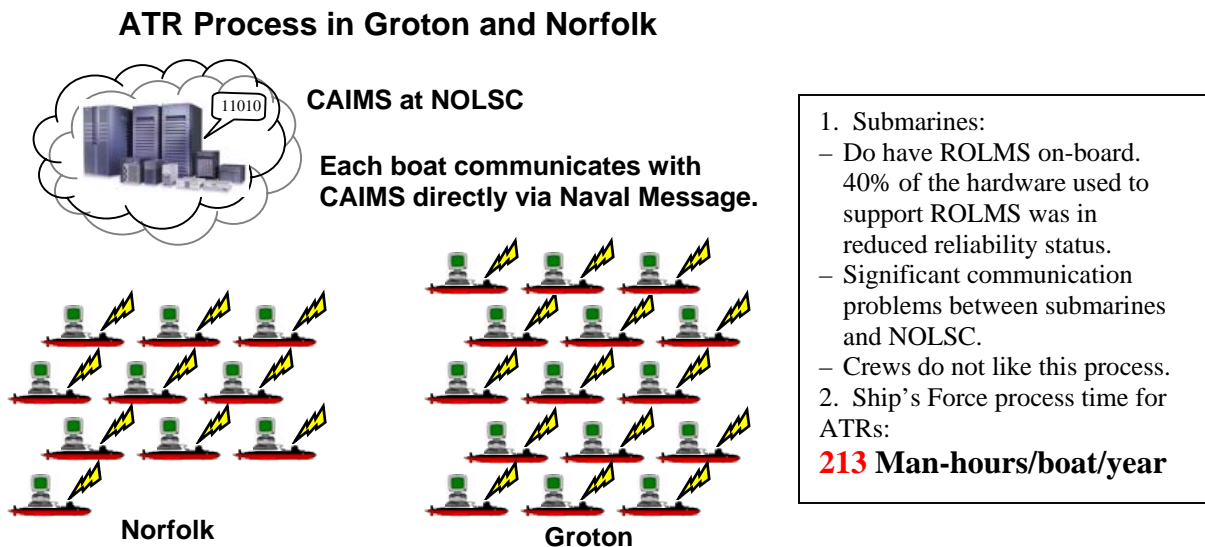 ATR Process in Groton and Norfolk
11010
CAIMS at NOLSC
Each boat communicates with
CAIMS directly via Naval Message.
Norfolk
Groton
1. Submarines:
– Do have ROLMS on-board.
40% of the hardware used to
support ROLMS was in
reduced reliability status.
– Significant communication
problems between submarines
and NOLSC.
– Crews do not like this process.
2. Ship's Force process time for
ATRs:
213 Man-hours/boat/year